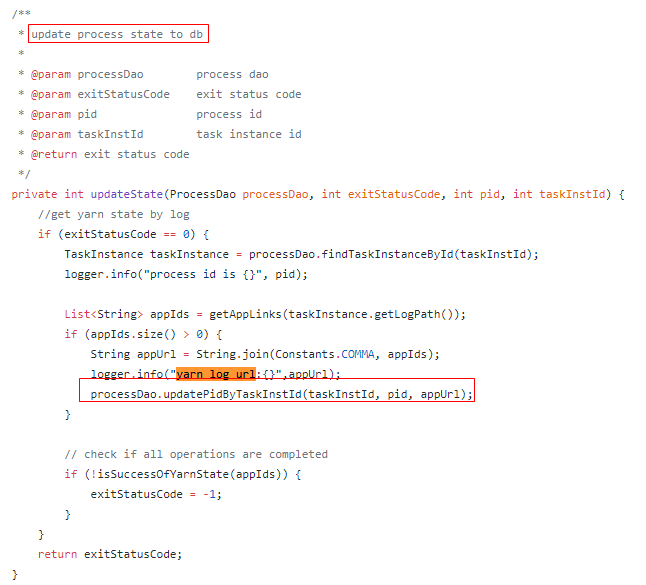 /**
 * update process state to db
 *
 * @param processDao        process dao
 * @param exitStatusCode    exit status code
 * @param pid               process id
 * @param taskInstId        task instance id
 * @return exit status code
 */
private int updateState(ProcessDao processDao, int exitStatusCode, int pid, int taskInstId) {
    //get yarn state by log
    if (exitStatusCode == 0) {
        TaskInstance taskInstance = processDao.findTaskInstanceById(taskInstId);
        logger.info("process id is {}", pid);

        List<String> appIds = getAppLinks(taskInstance.getLogPath());
        if (appIds.size() > 0) {
            String appUrl = String.join(Constants.COMMA, appIds);
            logger.info("yarn log url:{}",appUrl);
            processDao.updatePidByTaskInstId(taskInstId, pid, appUrl);
        }

        // check if all operations are completed
        if (!isSuccessOfYarnState(appIds)) {
            exitStatusCode = -1;
        }
    }
    return exitStatusCode;
}